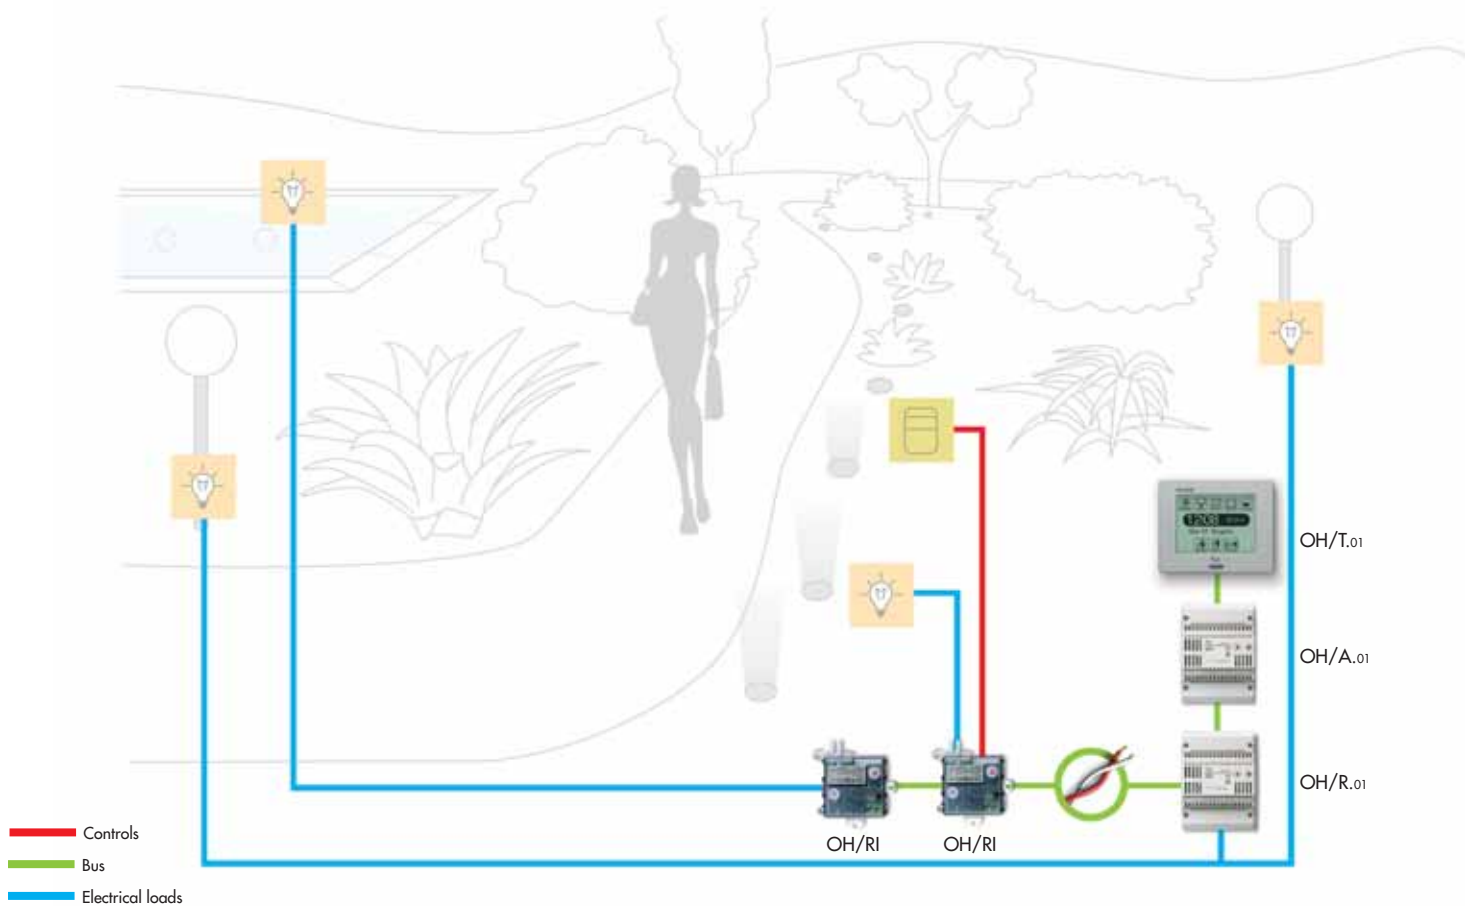 OH/T.01
OH/A.01
OH/R.01
OH/RI
OH/RI
Controls
Bus
Electrical loads